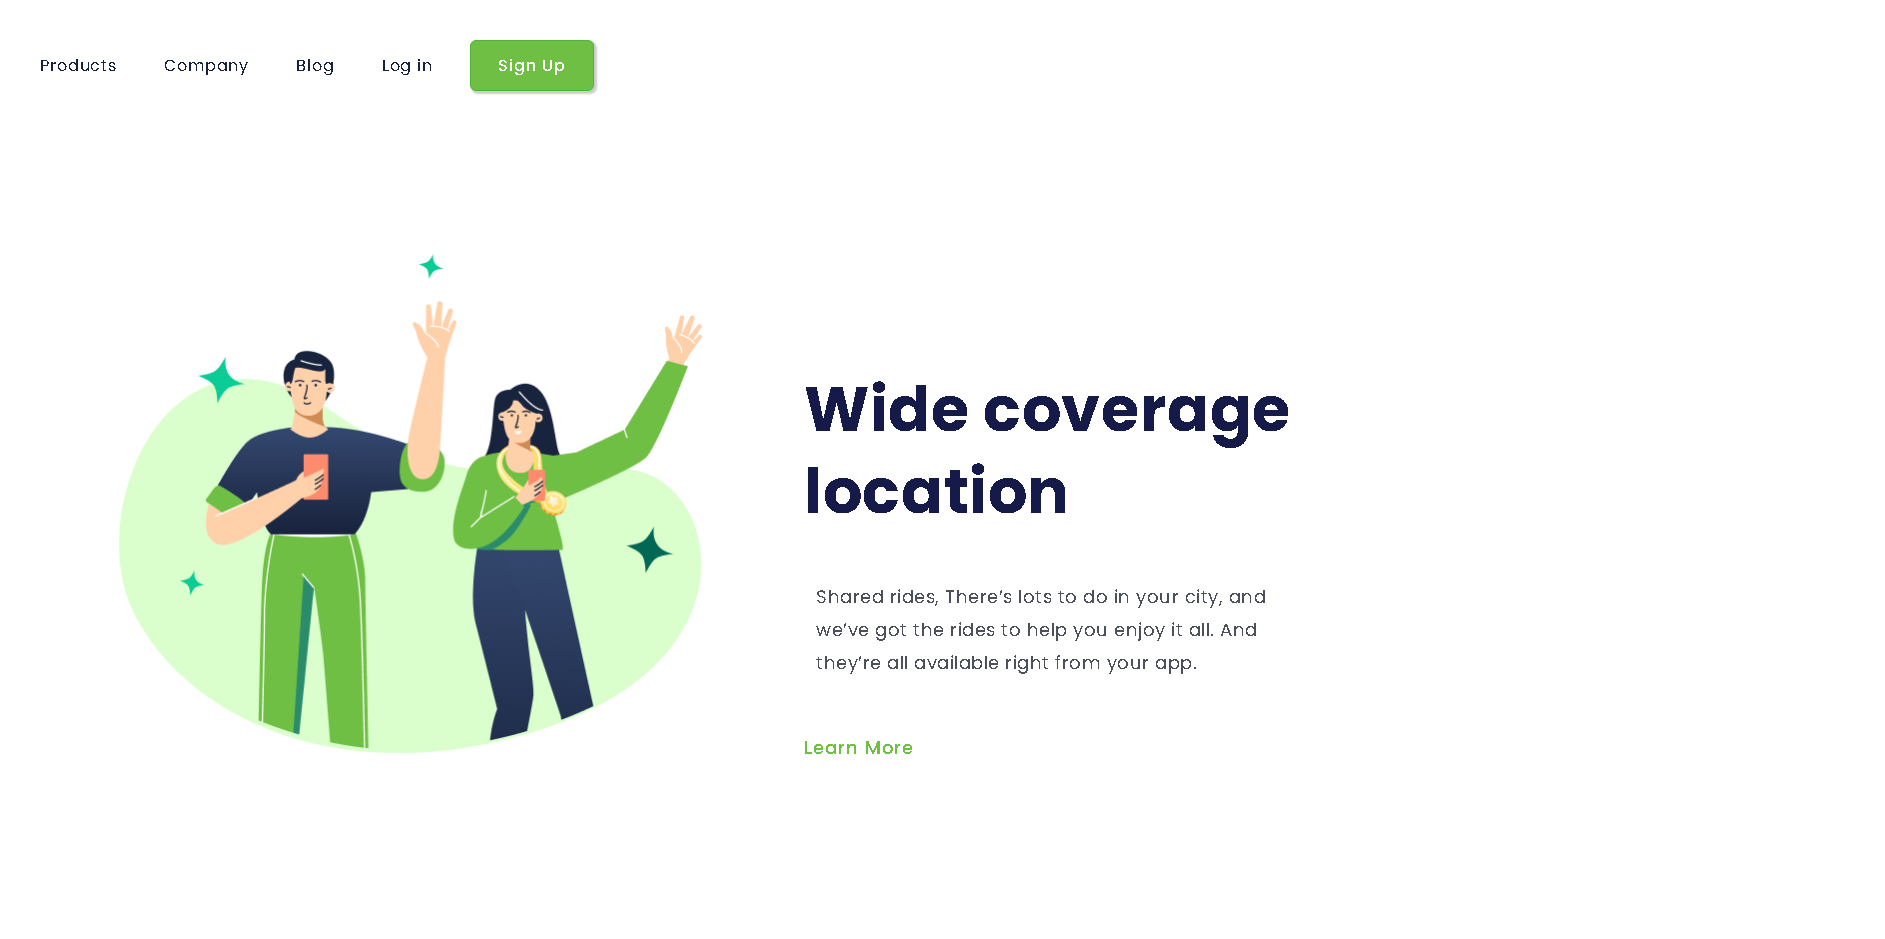 Products Company Blog Log in Sign Up
Wide coverage
location
Shared rides, There’s lots to do in your city, and
we’ve got the rides to help you enjoy it all. And
they’re all available right from your app.
Learn More